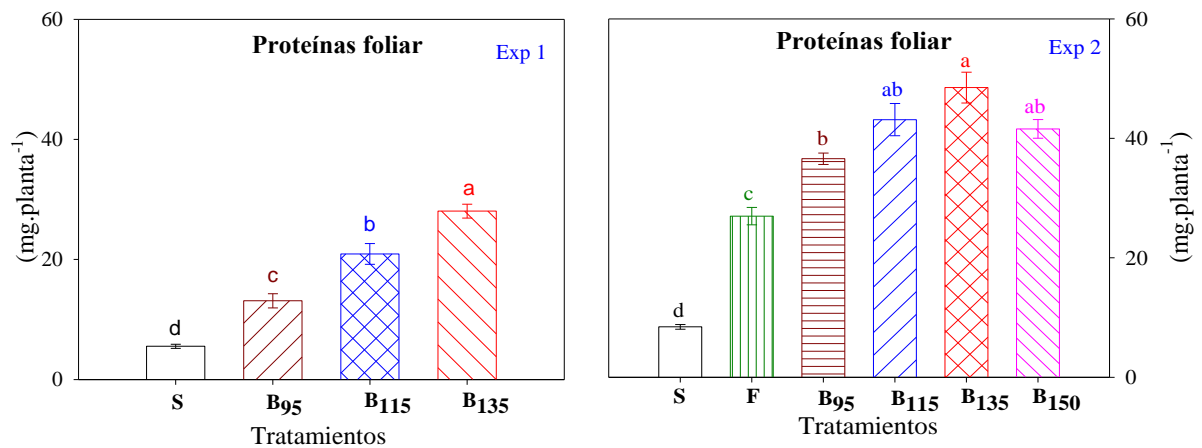 Proteínas foliar
Exp 1
(mg.planta⁻¹)
60
40
20
0
d
c
b
a
S B95 B115 B135
Tratamientos
Proteínas foliar
Exp 2
d
c
b
ab
a
ab
60
40
20
0
(mg.planta⁻¹)
S F B95 B115 B135 B150
Tratamientos